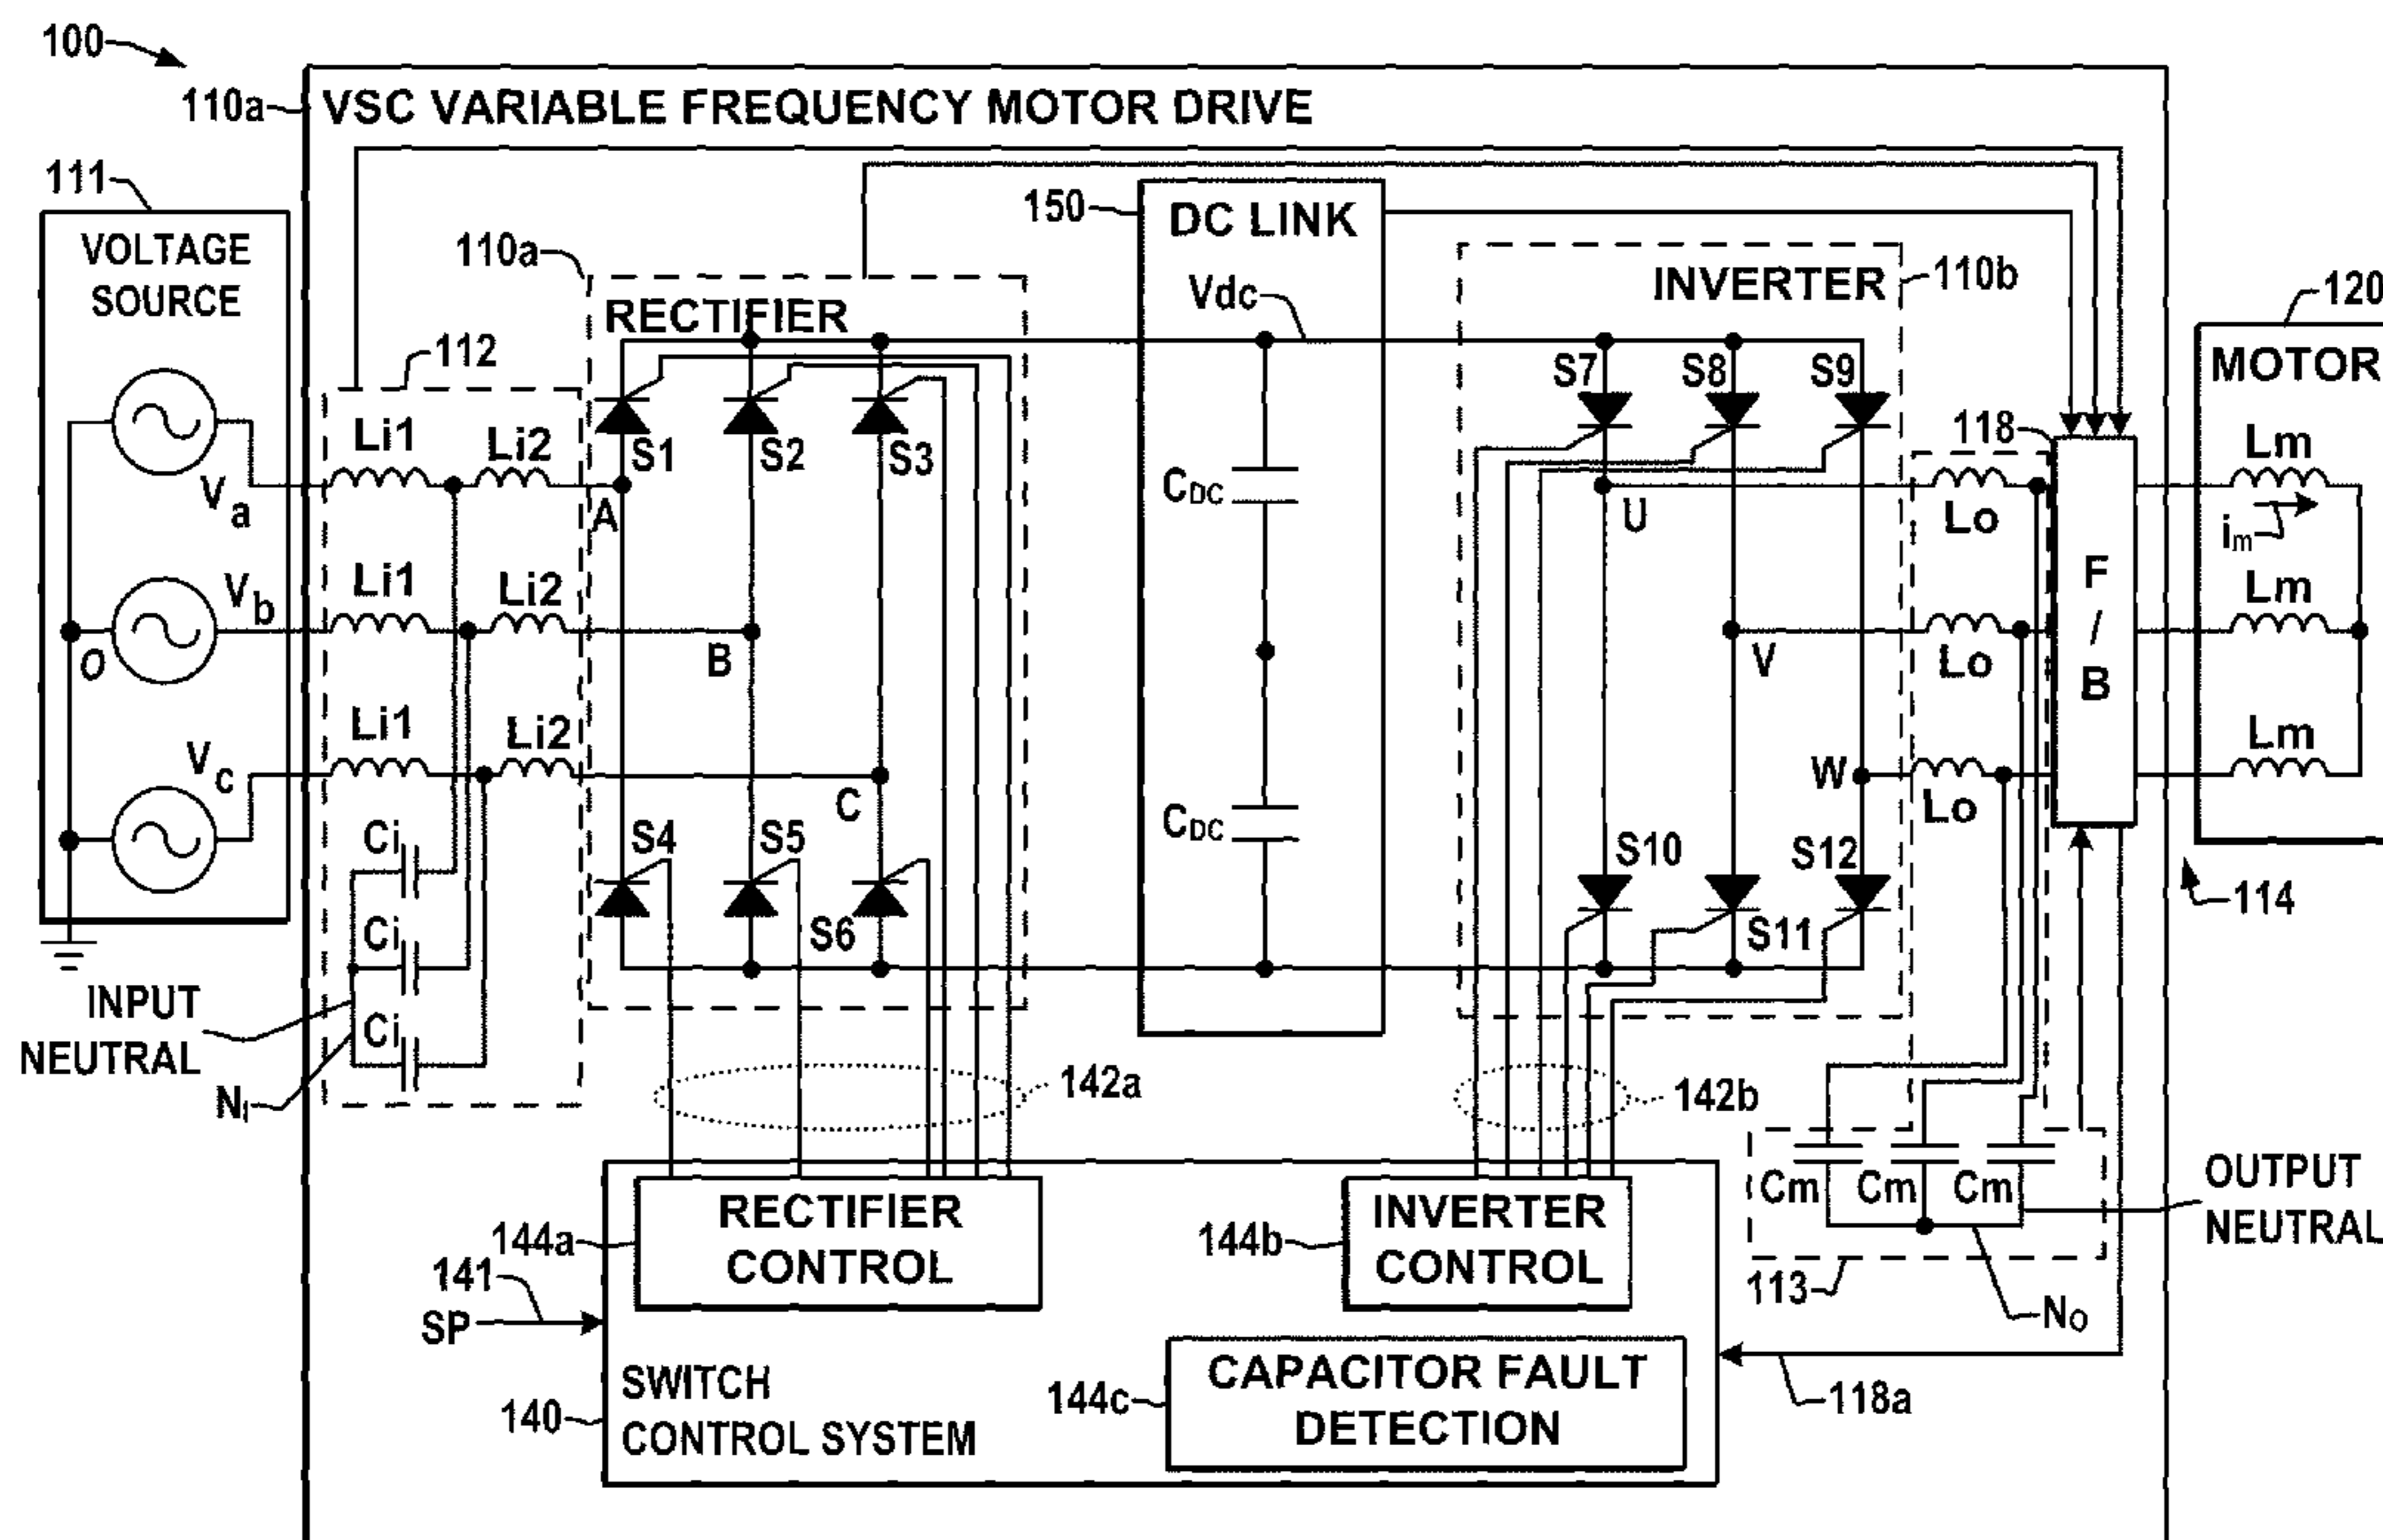 100
110a
VSC VARIABLE FREQUENCY MOTOR DRIVE
111
VOLTAGE
SOURCE
Va
Vb
O
Vc
112
Li1
Li2
Li1
Li2
Li1
Li2
Ci
Ci
Ci
INPUT
NEUTRAL
NI
110a
RECTIFIER
S1
S2
S3
A
B
C
S4
S5
S6
150
DC LINK
Vdc
CDC
CDC
INVERTER
110b
S7
S8
S9
U
V
W
S10
S11
S12
118
Lo
Lo
Lo
F
/
B
120
MOTOR
Lm
im
Lm
Lm
114
142a
142b
Cm
Cm
Cm
OUTPUT
NEUTRAL
113
NO
144a
RECTIFIER
CONTROL
144b
INVERTER
CONTROL
141
SP
SWITCH
CONTROL SYSTEM
140
144c
CAPACITOR FAULT
DETECTION
118a